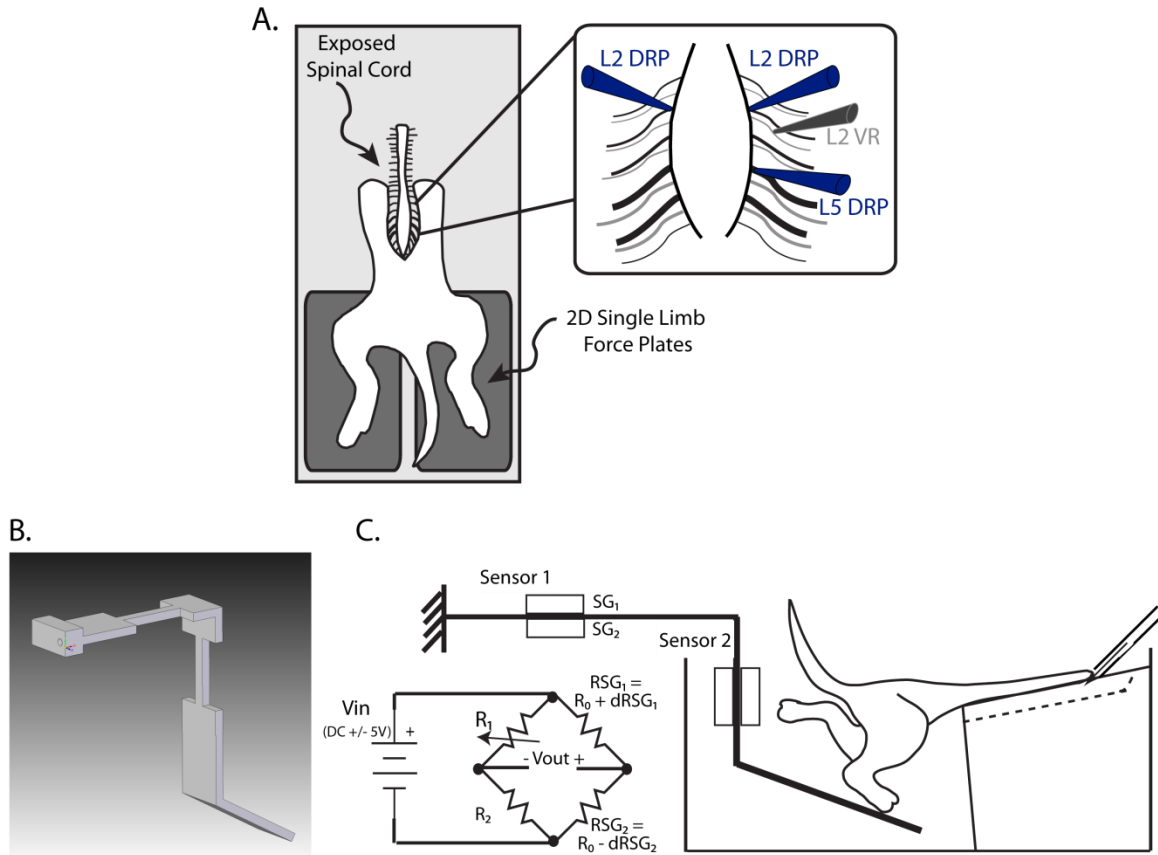 A.
Exposed
Spinal Cord
L2 DRP
L2 DRP
L2 VR
L5 DRP
2D Single Limb
Force Plates
B.
C.
Sensor 1
SG₁
SG₂
Sensor 2
Vin
(DC +/- 5V)
+
R₁
RSG₁ =
R₀ + dRSG₁
- Vout +
R₂
RSG₂ =
R₀ - dRSG₂